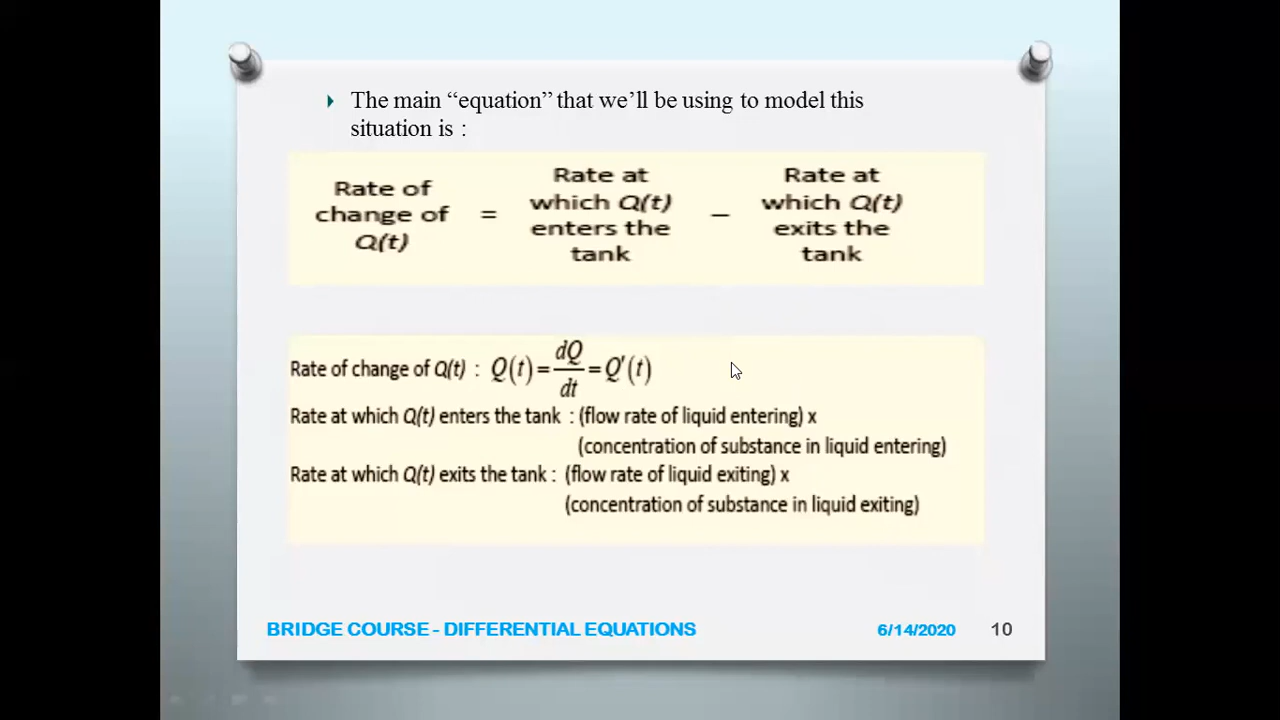 The main “equation” that we’ll be using to model this
situation is :
Rate of change of Q(t) = Rate at which Q(t) enters the tank – Rate at which Q(t) exits the tank
Rate of change of Q(t) : Q(t) = dQ/dt = Q'(t)
Rate at which Q(t) enters the tank : (flow rate of liquid entering) x
(concentration of substance in liquid entering)
Rate at which Q(t) exits the tank : (flow rate of liquid exiting) x
(concentration of substance in liquid exiting)
BRIDGE COURSE - DIFFERENTIAL EQUATIONS 6/14/2020 10